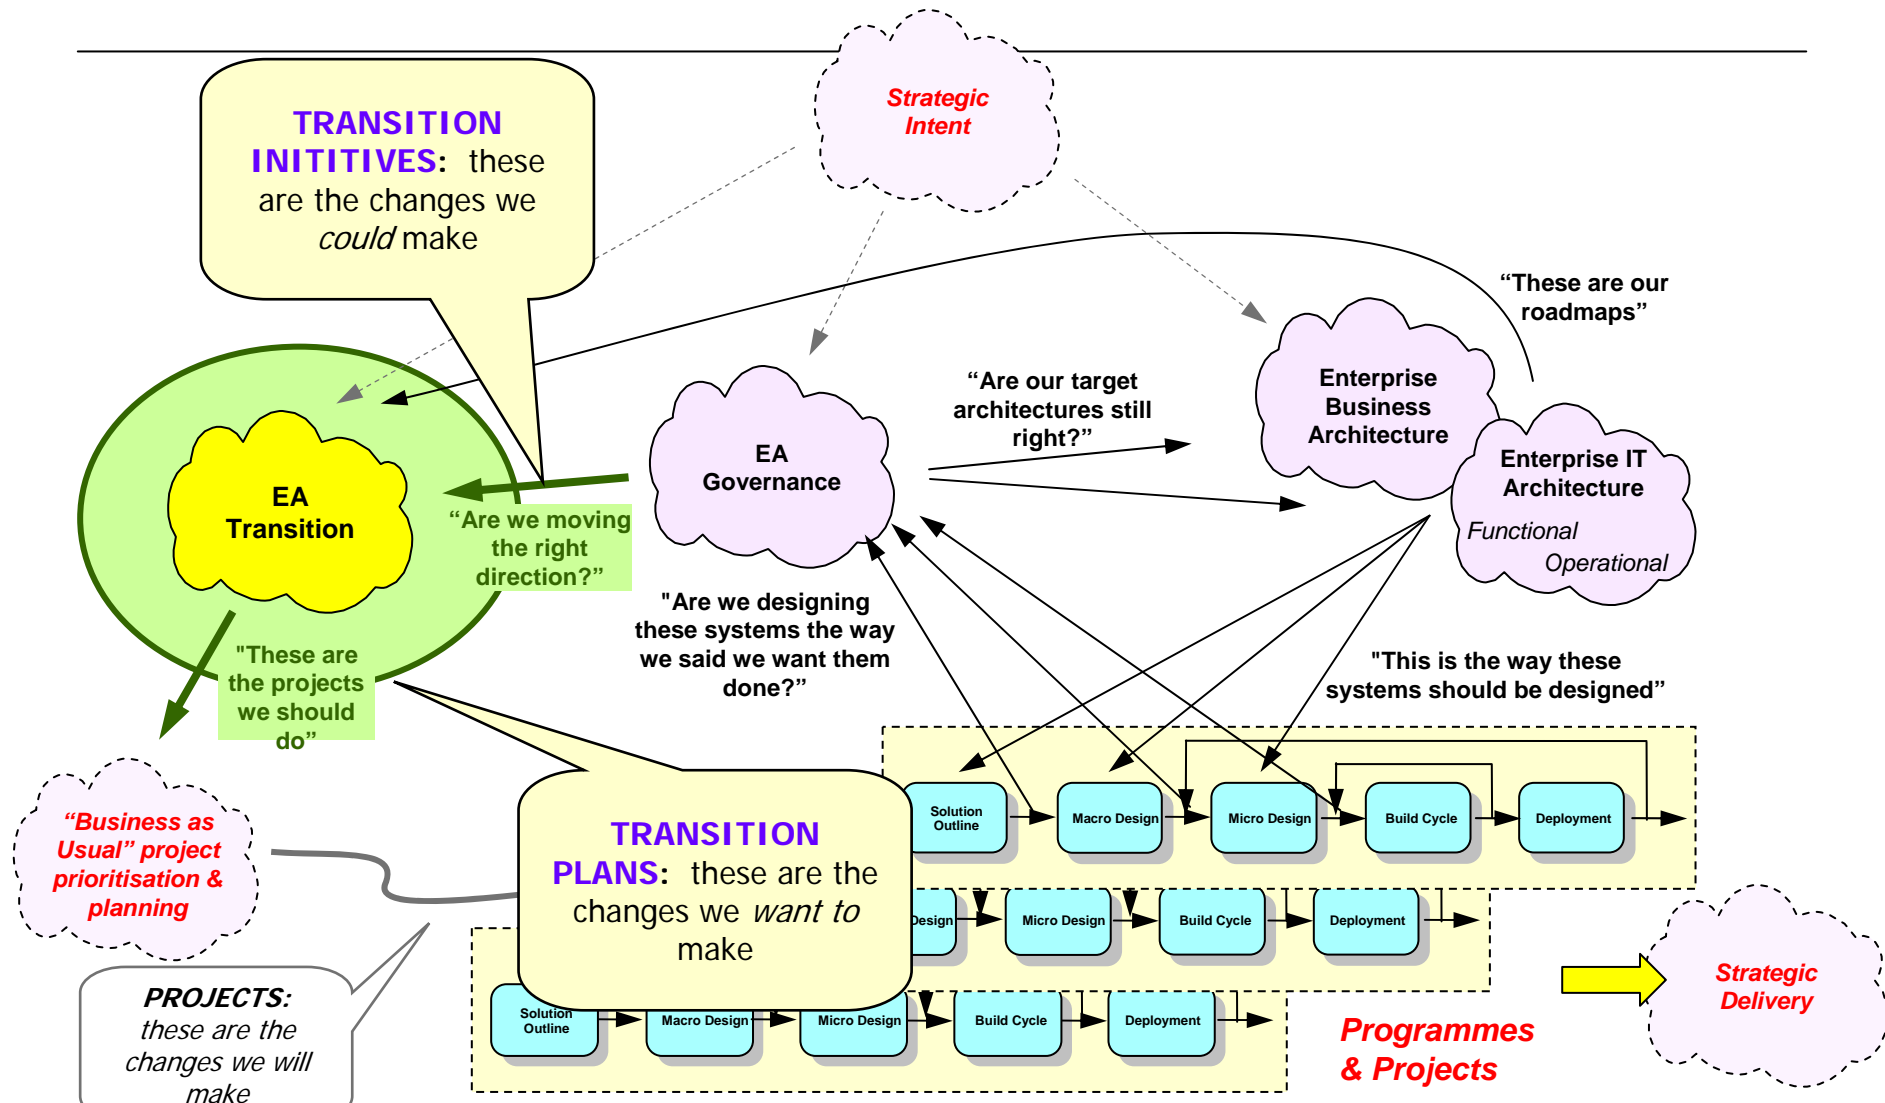 Strategic
Intent
TRANSITION
INITITIVES: these
are the changes we
could make
“These are our
roadmaps”
Enterprise
Business
Architecture
“Are our target
architectures still
right?”
Enterprise IT
Architecture
Functional
Operational
EA
Governance
EA
Transition
“Are we moving
the right
direction?”
"Are we designing
these systems the way
we said we want them
done?”
"These are
the projects
we should
do”
"This is the way these
systems should be designed”
“Business as
Usual” project
prioritisation &
planning
TRANSITION
PLANS: these are the
changes we want to
make
Solution
Outline
Macro Design
Micro Design
Build Cycle
Deployment
Design
Micro Design
Build Cycle
Deployment
Solution
Outline
Macro Design
Micro Design
Build Cycle
Deployment
PROJECTS:
these are the
changes we will
make
Programmes
& Projects
Strategic
Delivery